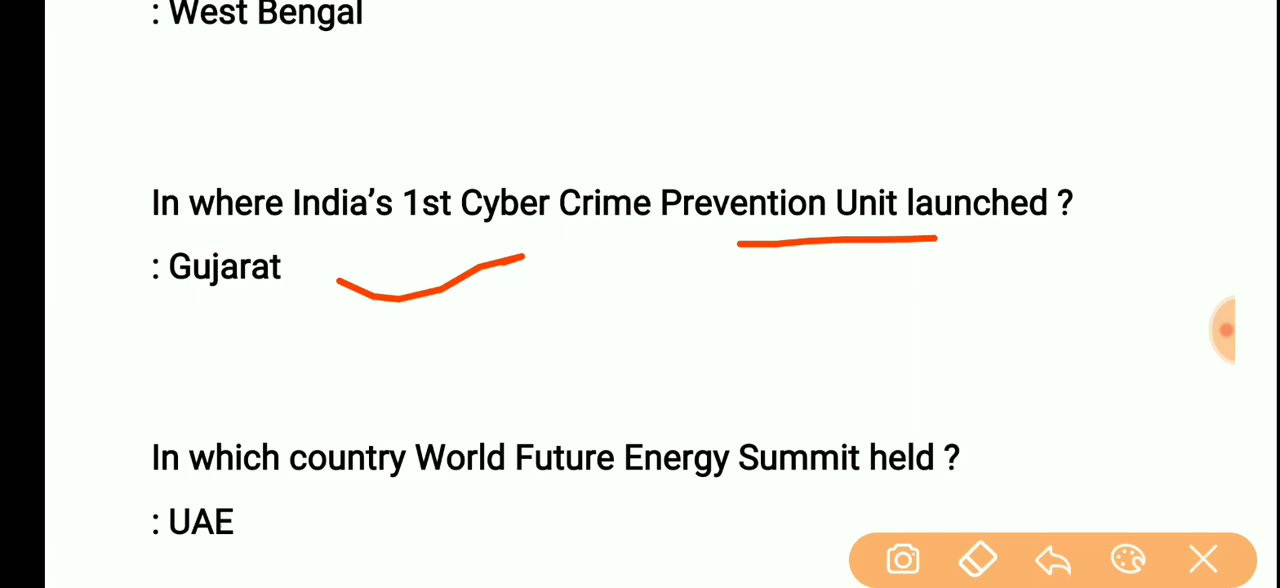 : West Bengal
In where India’s 1st Cyber Crime Prevention Unit launched ?
: Gujarat
In which country World Future Energy Summit held ?
: UAE